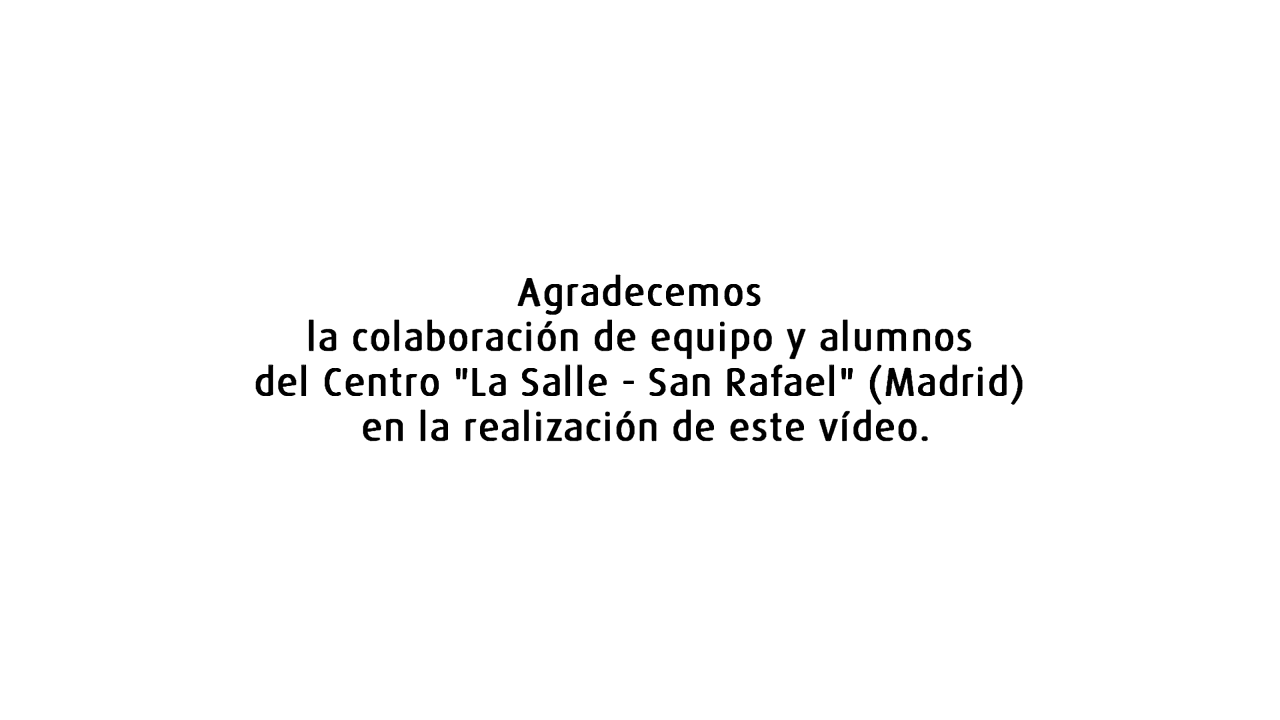 Agradecemos
la colaboración de equipo y alumnos
del Centro "La Salle - San Rafael" (Madrid)
en la realización de este vídeo.